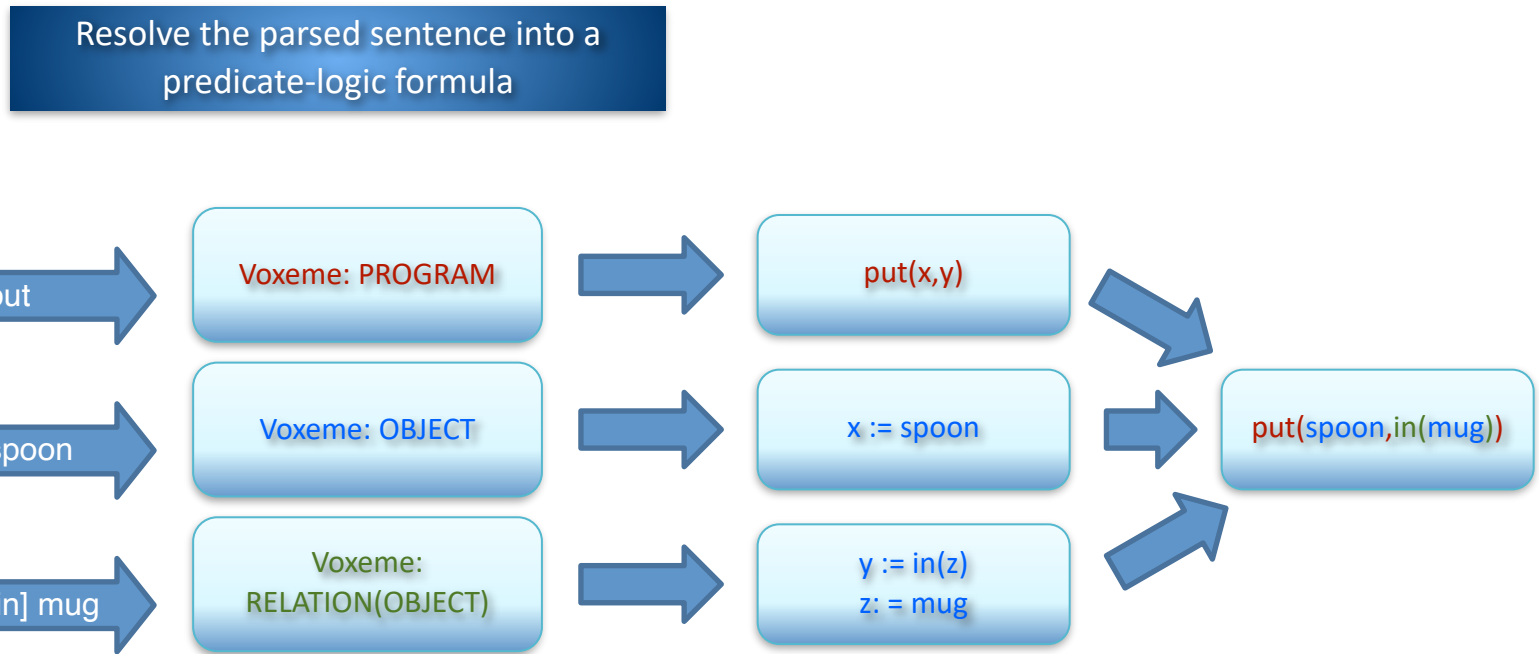 Resolve the parsed sentence into a
predicate-logic formula
Voxeme: PROGRAM
put(x,y)
Voxeme: OBJECT
x := spoon
put(spoon,in(mug))
spoon
Voxeme:
RELATION(OBJECT)
y := in(z)
z: = mug
in] mug